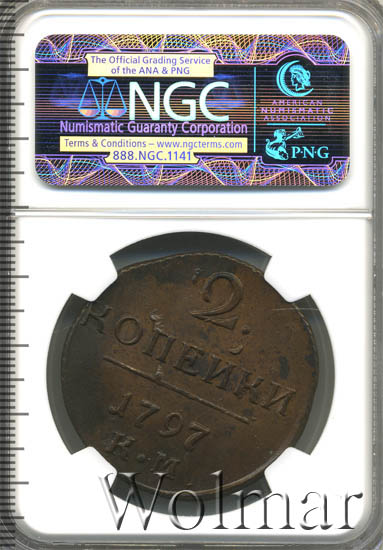 The Official Grading Service
of the ANA & PNG
NGC
Numismatic Guaranty Corporation
Terms & Conditions – www.ngcterms.com
888.NGC.1141
AMERICAN
NUMISMATIC
ASSOCIATION
P·N·G
2
КОПЕЙКИ
1797
К.М.
Wolmar